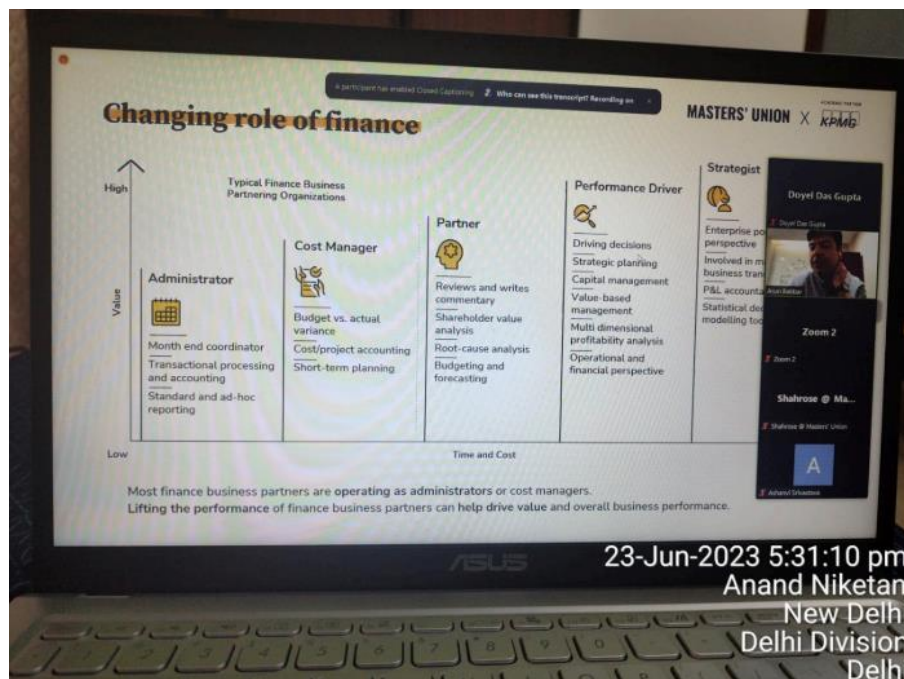 A participant has enabled Closed Captioning
Who can see this transcript? Recording on
Changing role of finance
MASTERS' UNION X
KPMG
High
Value
Low
Typical Finance Business
Partnering Organizations
Administrator
Month end coordinator
Transactional processing
and accounting
Standard and ad-hoc
reporting
Cost Manager
Budget vs. actual
variance
Cost/project accounting
Short-term planning
Partner
Reviews and writes
commentary
Shareholder value
analysis
Root-cause analysis
Budgeting and
forecasting
Performance Driver
Driving decisions
Strategic planning
Capital management
Value-based
management
Multi dimensional
profitability analysis
Operational and
financial perspective
Strategist
Enterprise po
perspective
Involved in m
business tran
P&L accounta
Statistical de
modelling too
Time and Cost
Most finance business partners are operating as administrators or cost managers.
Lifting the performance of finance business partners can help drive value and overall business performance.
Doyel Das Gupta
Doyel Das Gupta
Zoom 2
Zoom 2
Shahrose @ Ma...
Shahrose @ Masters' Union
A
ASUS
23-Jun-2023 5:31:10 pm
Anand Niketan
New Delh
Delhi Division
Delh